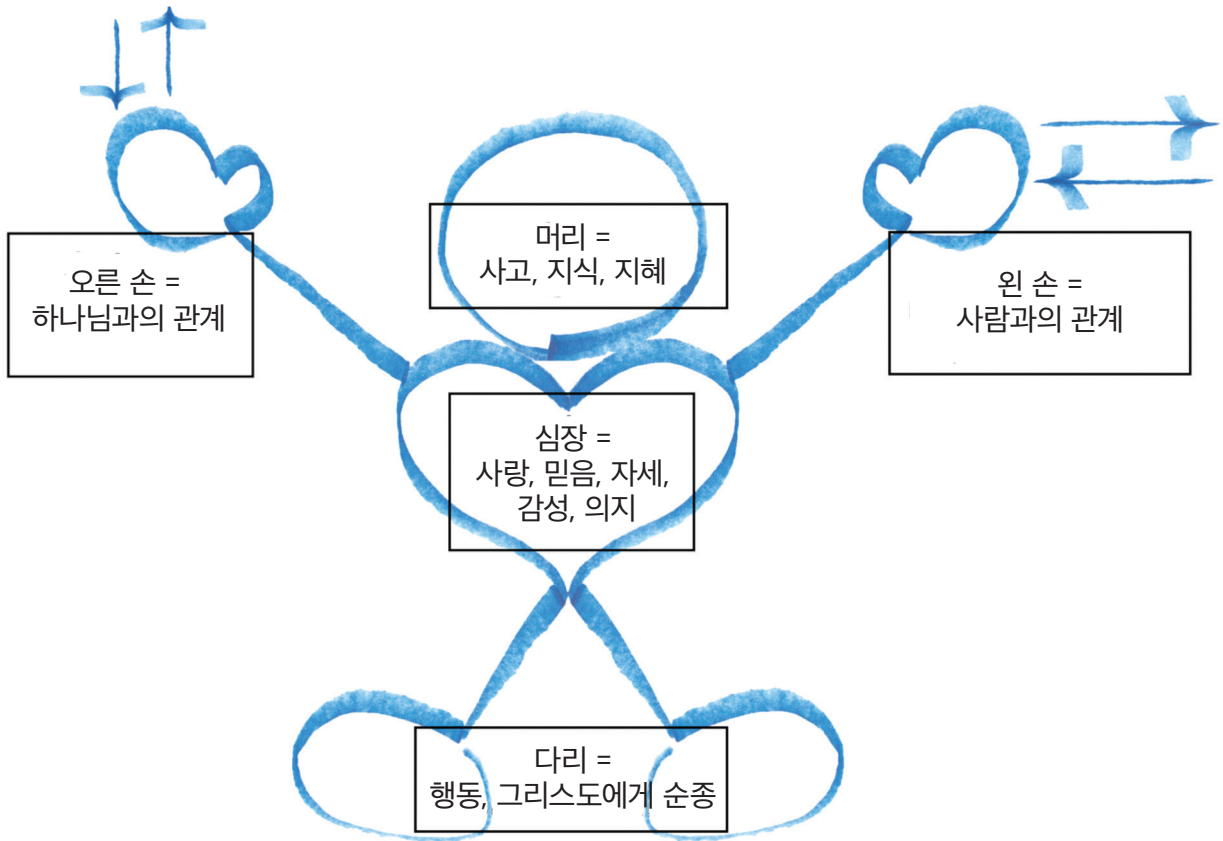 머리 =
사고, 지식, 지혜
오른 손 =
하나님과의 관계
왼 손 =
사람과의 관계
심장 =
사랑, 믿음, 자세,
감성, 의지
다리 =
행동, 그리스도에게 순종